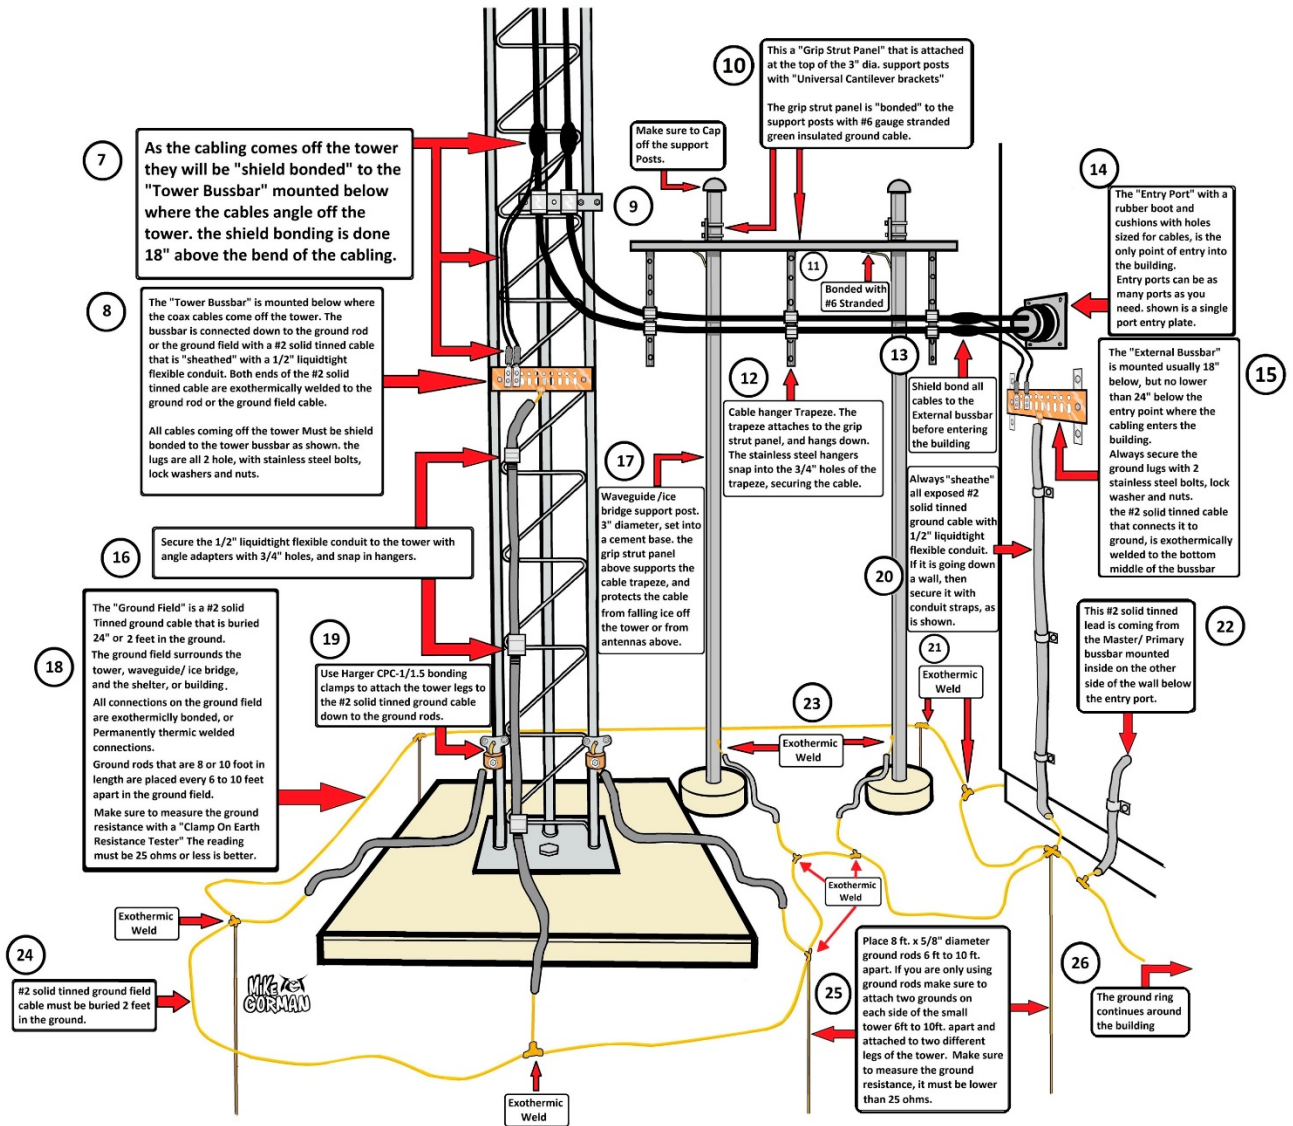 7
As the cabling comes off the tower
they will be "shield bonded" to the
"Tower Bussbar" mounted below
where the cables angle off the
tower. the shield bonding is done
18" above the bend of the cabling.
8
The "Tower Bussbar" is mounted below where
the coax cables come off the tower. The
bussbar is connected down to the ground rod
or the ground field with a #2 solid tinned cable
that is "sheathed" with a 1/2" liquidtight
flexible conduit. Both ends of the #2 solid
tinned cable are exothermically welded to the
ground rod or the ground field cable.
All cables coming off the tower Must be shield
bonded to the tower bussbar as shown. the
lugs are all 2 hole, with stainless steel bolts,
lock washers and nuts.
9
10
This a "Grip Strut Panel" that is attached
at the top of the 3" dia. support posts
with "Universal Cantilever brackets"
The grip strut panel is "bonded" to the
support posts with #6 gauge stranded
green insulated ground cable.
Make sure to Cap
off the support
Posts.
11
Bonded with
#6 Stranded
12
Cable hanger Trapeze. The
trapeze attaches to the grip
strut panel, and hangs down.
The stainless steel hangers
snap into the 3/4" holes of the
trapeze, securing the cable.
13
Shield bond all
cables to the
External bussbar
before entering
the building
14
The "Entry Port" with a
rubber boot and
cushions with holes
sized for cables, is the
only point of entry into
the building.
Entry ports can be as
many ports as you
need. shown is a single
port entry plate.
15
The "External Bussbar"
is mounted usually 18"
below, but no lower
than 24" below the
entry point where the
cabling enters the
building.
Always secure the
ground lugs with 2
stainless steel bolts, lock
washer and nuts.
the #2 solid tinned cable
that connects it to
ground, is exothermically
welded to the bottom
middle of the bussbar
16
Secure the 1/2" liquidtight flexible conduit to the tower with
angle adapters with 3/4" holes, and snap in hangers.
17
Waveguide /ice
bridge support post.
3" diameter, set into
a cement base. the
grip strut panel
above supports the
cable trapeze, and
protects the cable
from falling ice off
the tower or from
antennas above.
18
The "Ground Field" is a #2 solid
Tinned ground cable that is buried
24" or 2 feet in the ground.
The ground field surrounds the
tower, waveguide/ ice bridge,
and the shelter, or building.
All connections on the ground field
are exothermiclly bonded, or
Permanently thermic welded
connections.
Ground rods that are 8 or 10 foot in
length are placed every 6 to 10 feet
apart in the ground field.
Make sure to measure the ground
resistance with a "Clamp On Earth
Resistance Tester" The reading
must be 25 ohms or less is better.
19
Use Harger CPC-1/1.5 bonding
clamps to attach the tower legs to
the #2 solid tinned ground cable
down to the ground rods.
20
Always "sheathe"
all exposed #2
solid tinned
ground cable with
1/2" liquidtight
flexible conduit.
If it is going down
a wall, then
secure it with
conduit straps, as
is shown.
21
Exothermic
Weld
22
This #2 solid tinned
lead is coming from
the Master/ Primary
bussbar mounted
inside on the other
side of the wall below
the entry port.
23
Exothermic
Weld
Exothermic
Weld
Exothermic
Weld
24
#2 solid tinned ground field
cable must be buried 2 feet
in the ground.
MIKE
GORMAN
Exothermic
Weld
25
Place 8 ft. x 5/8" diameter
ground rods 6 ft to 10 ft.
apart. If you are only using
ground rods make sure to
attach two grounds on
each side of the small
tower 6ft to 10ft. apart and
attached to two different
legs of the tower. Make sure
to measure the ground
resistance, it must be lower
than 25 ohms.
26
The ground ring
continues around
the building